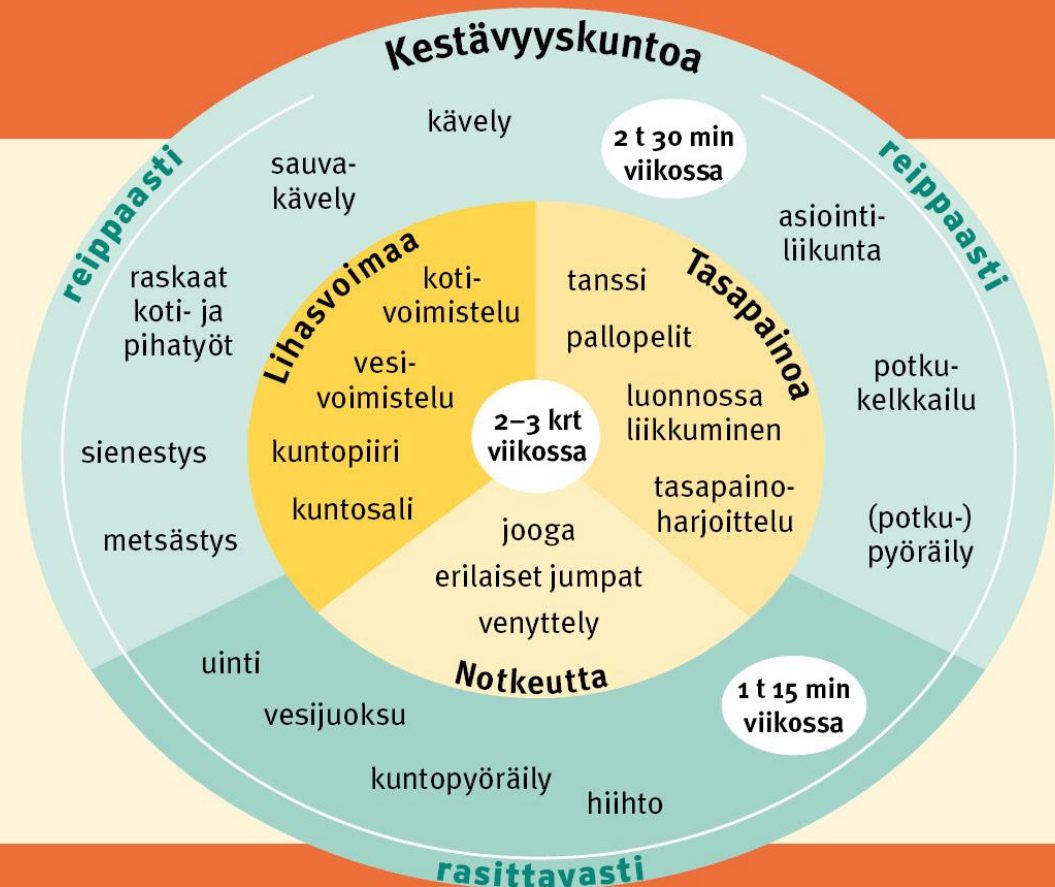 Kestävyyskuntoa
reippaasti
reippaasti
kävely
2 t 30 min
viikossa
sauva-
kävely
asiointi-
liikunta
raskaat
koti- ja
pihatyöt
potku-
kelkkailu
sienestys
metsästys
(potku-)
pyöräily
Lihasvoimaa
koti-
voimistelu
vesi-
voimistelu
kuntopiiri
kuntosali
Tasapainoa
tanssi
pallopelit
luonnossa
liikkuminen
tasapaino-
harjoittelu
2–3 krt
viikossa
jooga
erilaiset jumpat
venyttely
Notkeutta
uinti
vesijuoksu
kuntopyöräily
hiihto
1 t 15 min
viikossa
rasittavasti